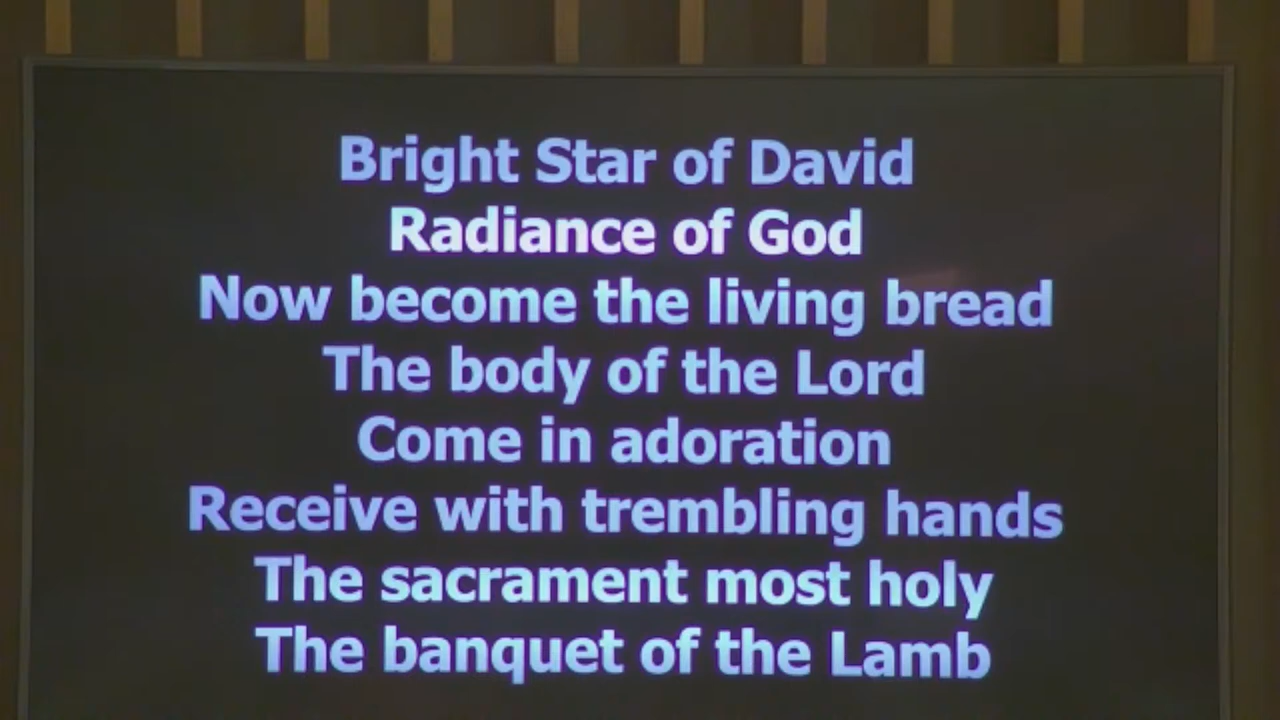 Bright Star of David
Radiance of God
Now become the living bread
The body of the Lord
Come in adoration
Receive with trembling hands
The sacrament most holy
The banquet of the Lamb